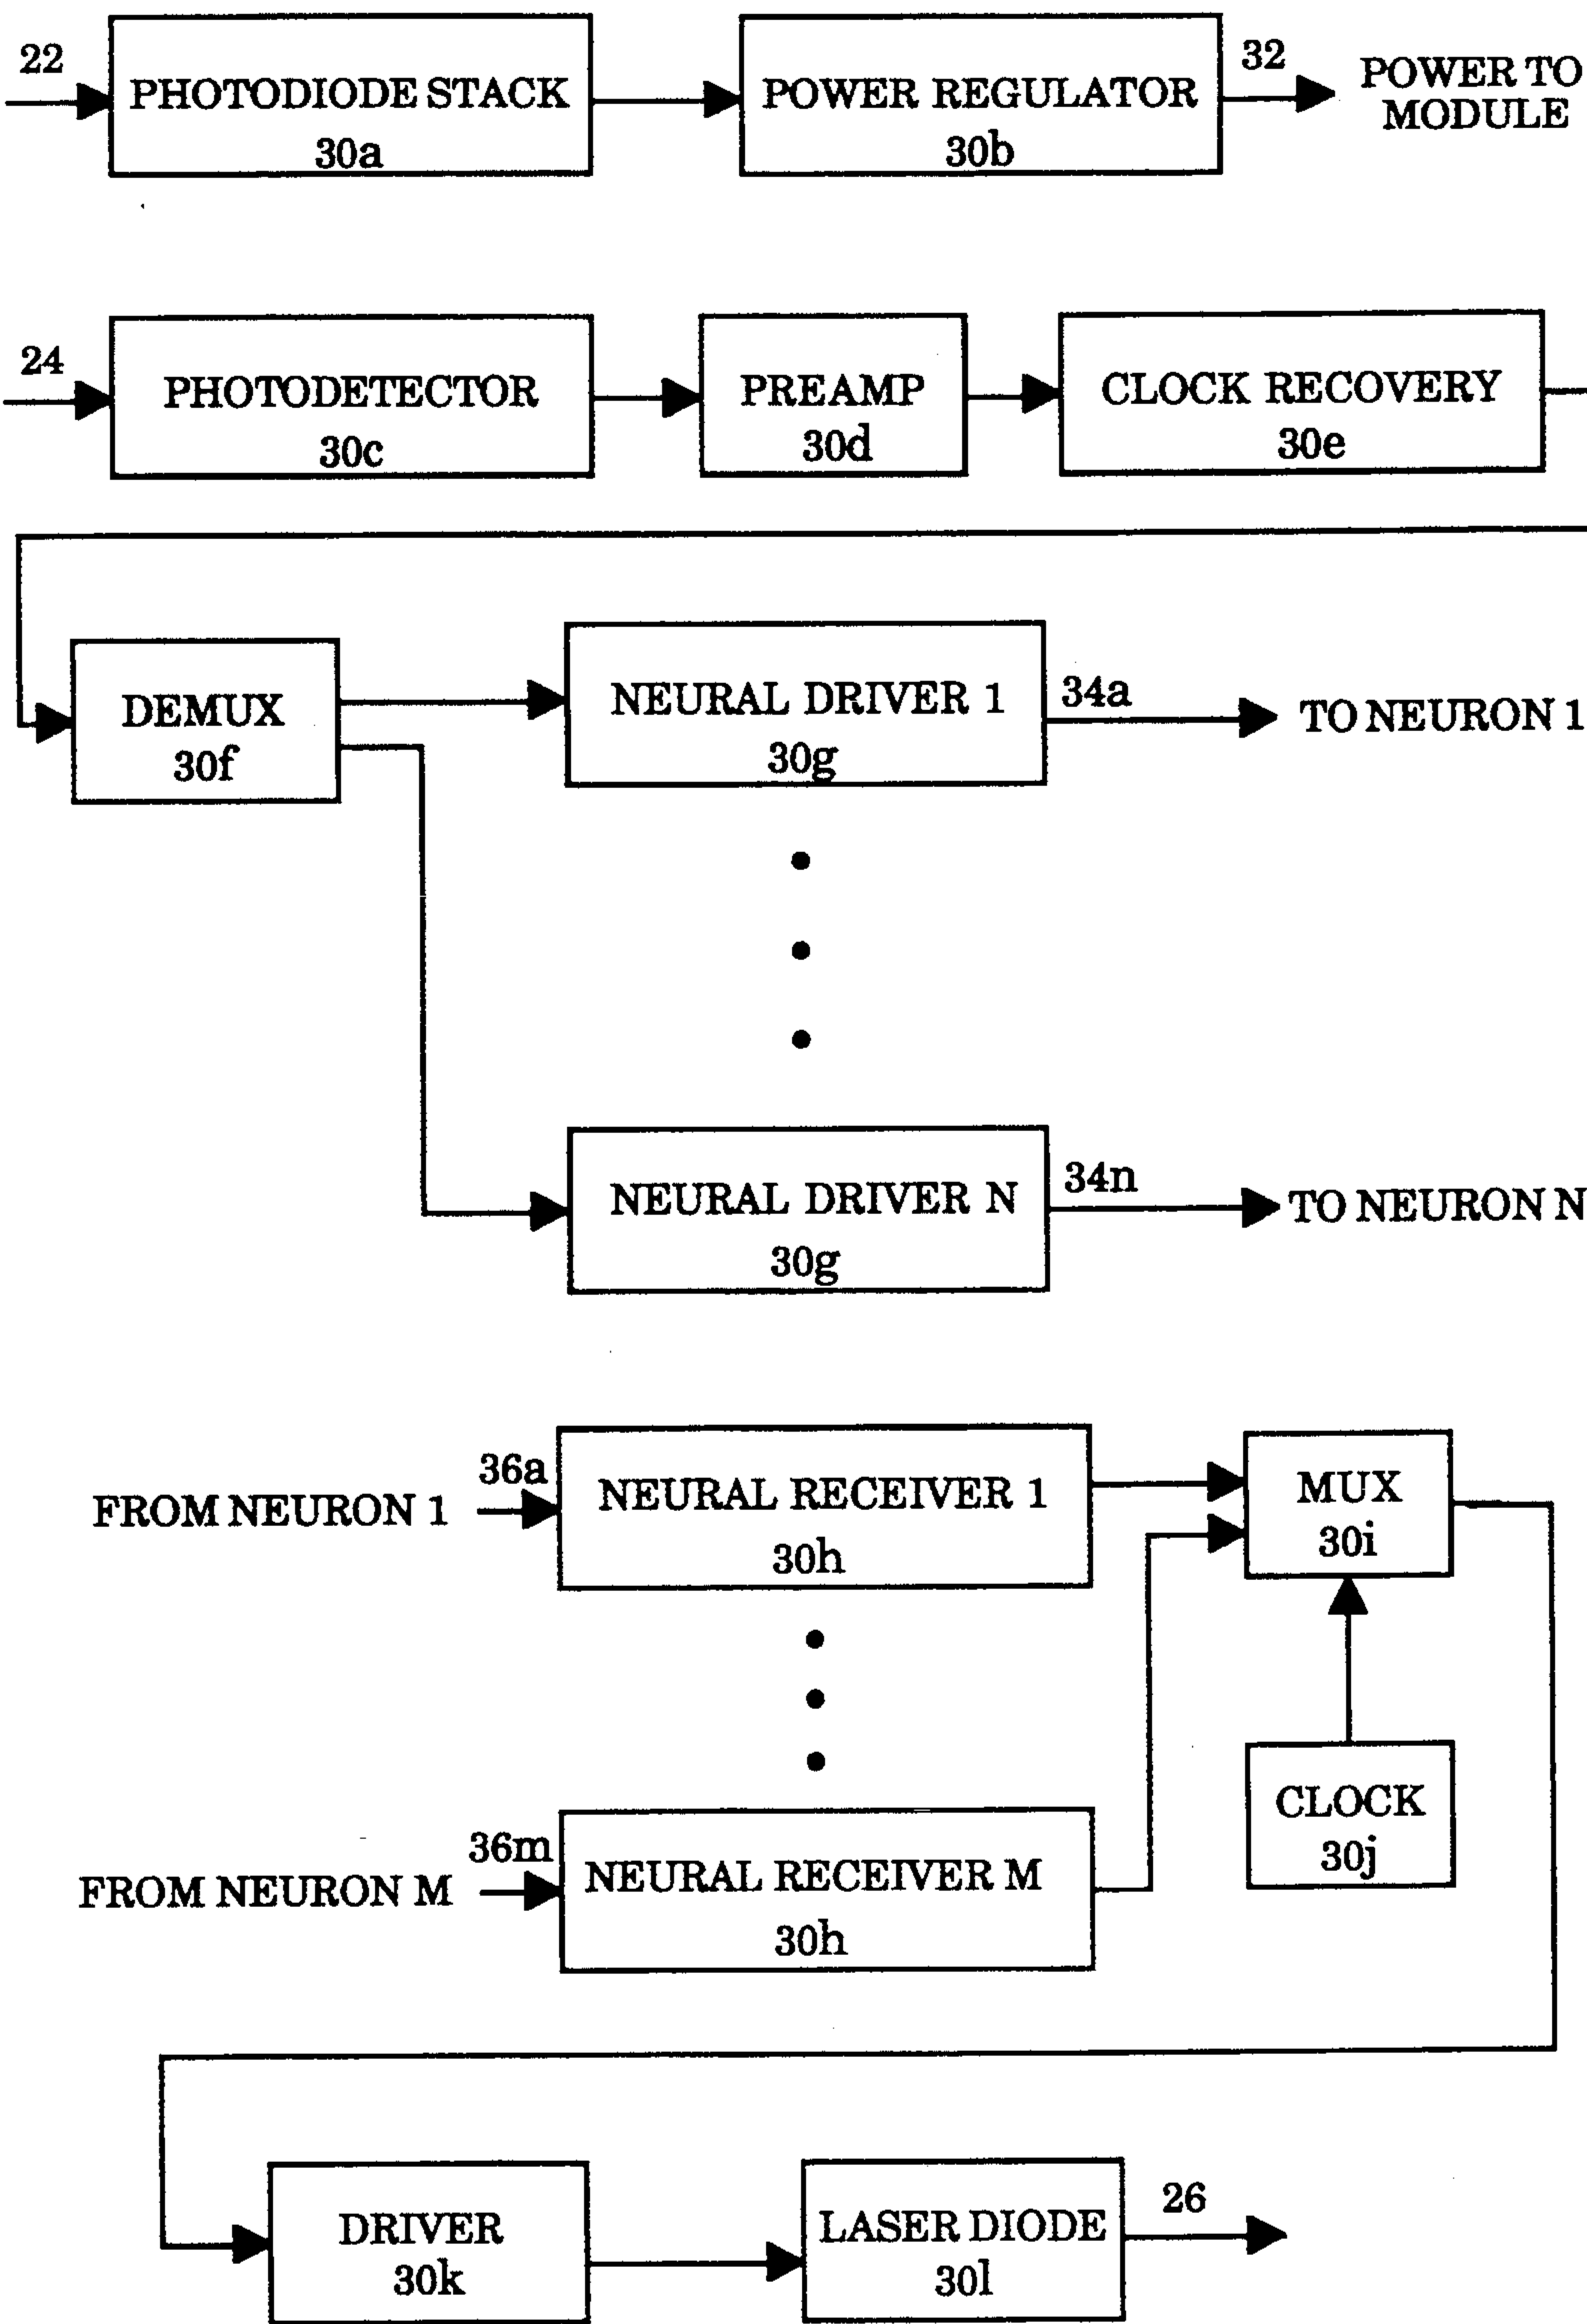 22
PHOTODIODE STACK
30a
POWER REGULATOR
30b
32
POWER TO
MODULE
24
PHOTODETECTOR
30c
PREAMP
30d
CLOCK RECOVERY
30e
DEMUX
30f
NEURAL DRIVER 1
30g
34a
TO NEURON 1
NEURAL DRIVER N
30g
34n
TO NEURON N
FROM NEURON 1
36a
NEURAL RECEIVER 1
30h
MUX
30i
CLOCK
30j
FROM NEURON M
36m
NEURAL RECEIVER M
30h
DRIVER
30k
LASER DIODE
30l
26